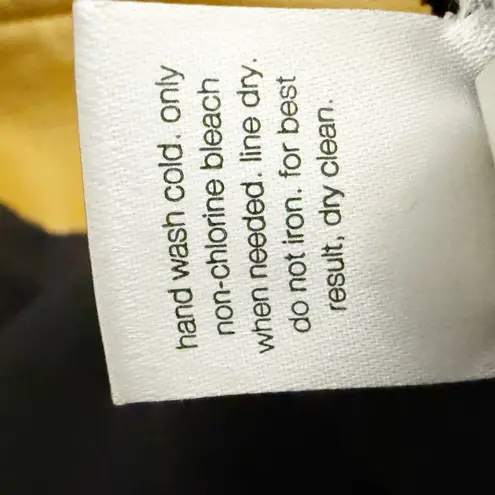 hand wash cold. only
non-chlorine bleach
when needed. line dry.
do not iron. for best
result, dry clean.